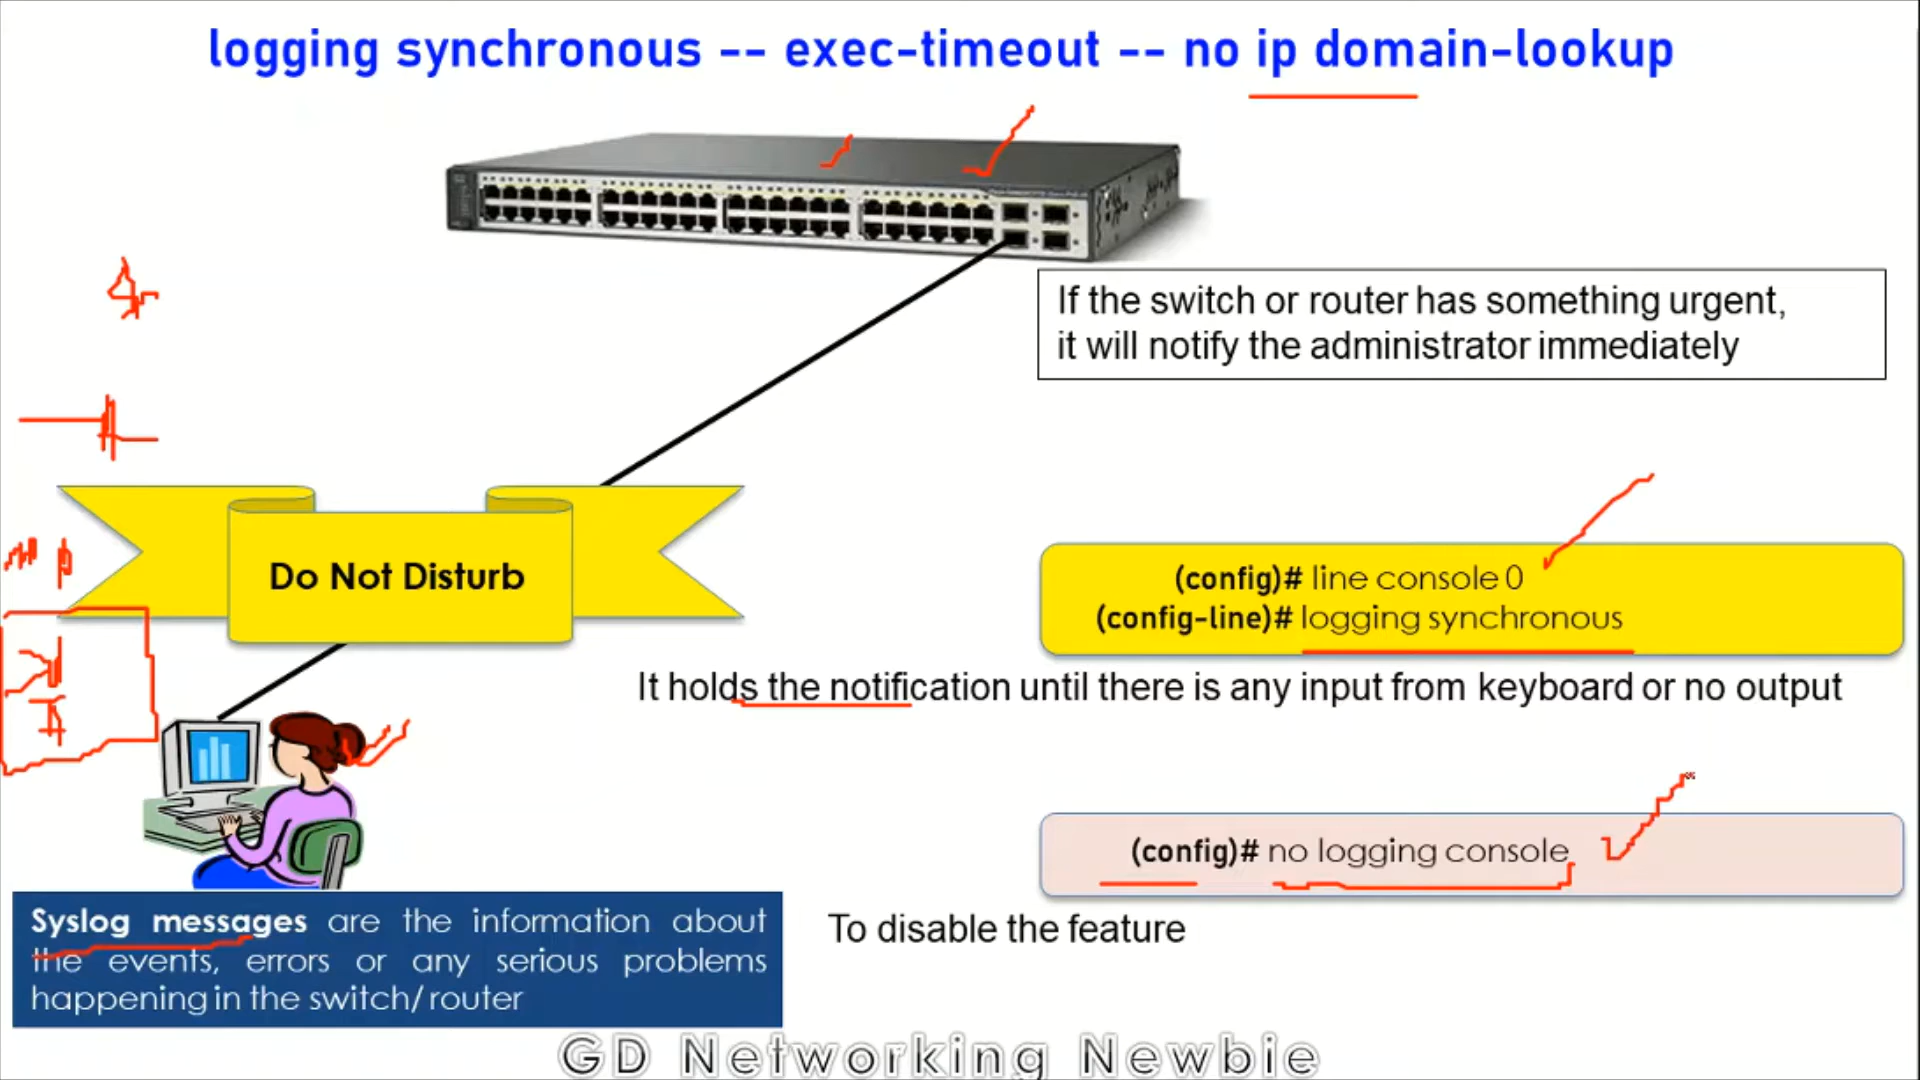 logging synchronous -- exec-timeout -- no ip domain-lookup
If the switch or router has something urgent,
it will notify the administrator immediately
Do Not Disturb
(config)# line console 0
(config-line)# logging synchronous
It holds the notification until there is any input from keyboard or no output
(config)# no logging console
To disable the feature
Syslog messages are the information about
the events, errors or any serious problems
happening in the switch/ router
GD Networking Newbie